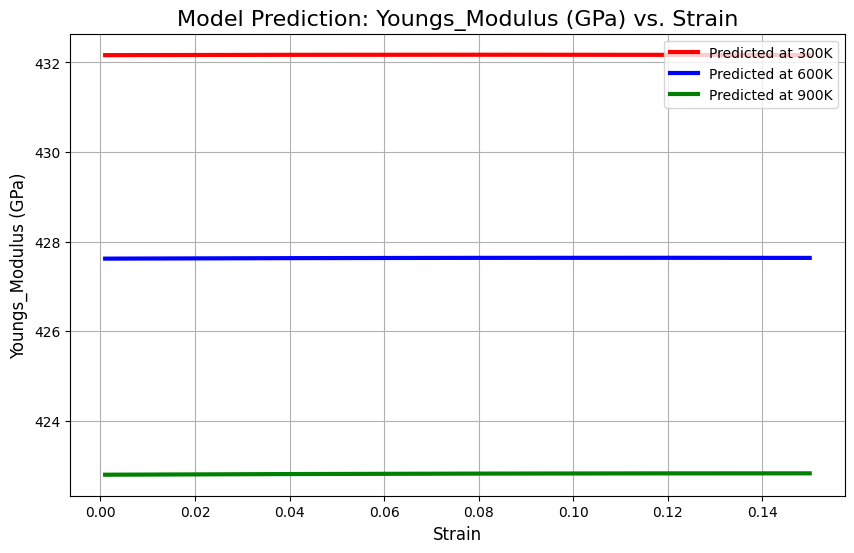 Model Prediction: Youngs_Modulus (GPa) vs. Strain
Predicted at 300K
Predicted at 600K
Predicted at 900K
Youngs_Modulus (GPa)
432
430
428
426
424
0.00 0.02 0.04 0.06 0.08 0.10 0.12 0.14
Strain